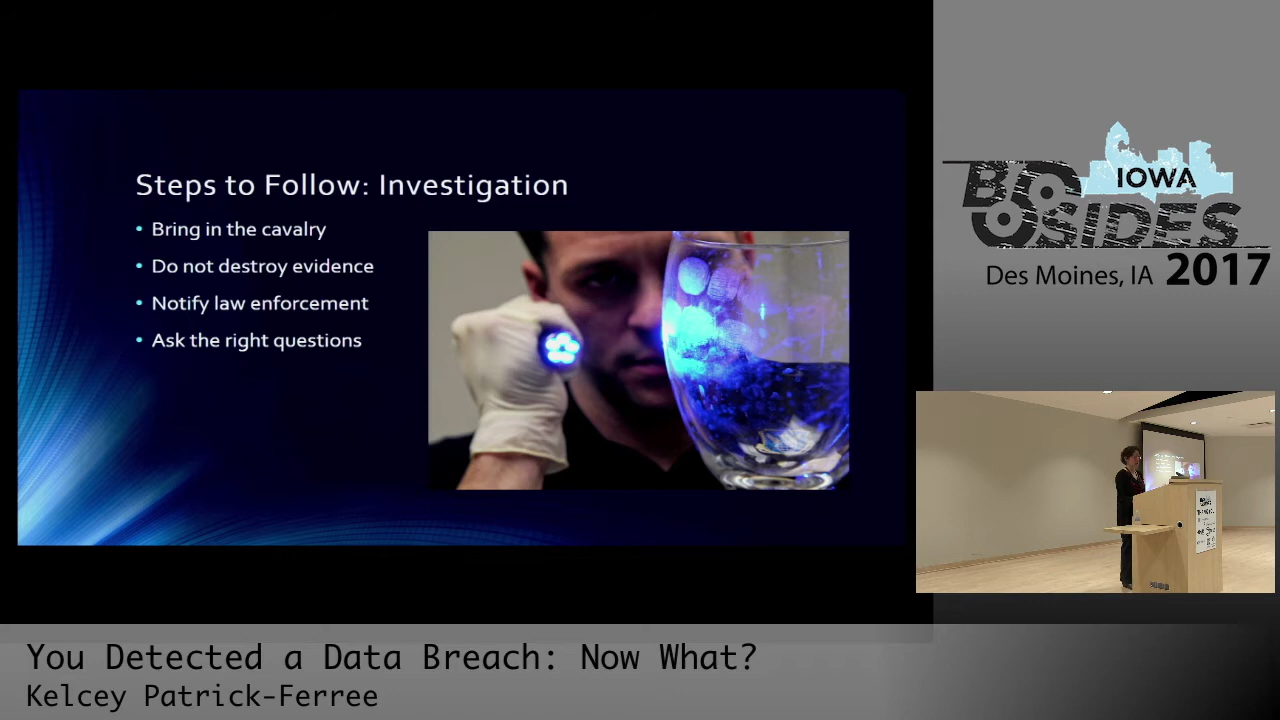 Steps to Follow: Investigation
• Bring in the cavalry
• Do not destroy evidence
• Notify law enforcement
• Ask the right questions
IOWA
BSIDES
Des Moines, IA 2017
You Detected a Data Breach: Now What?
Kelcey Patrick-Ferree